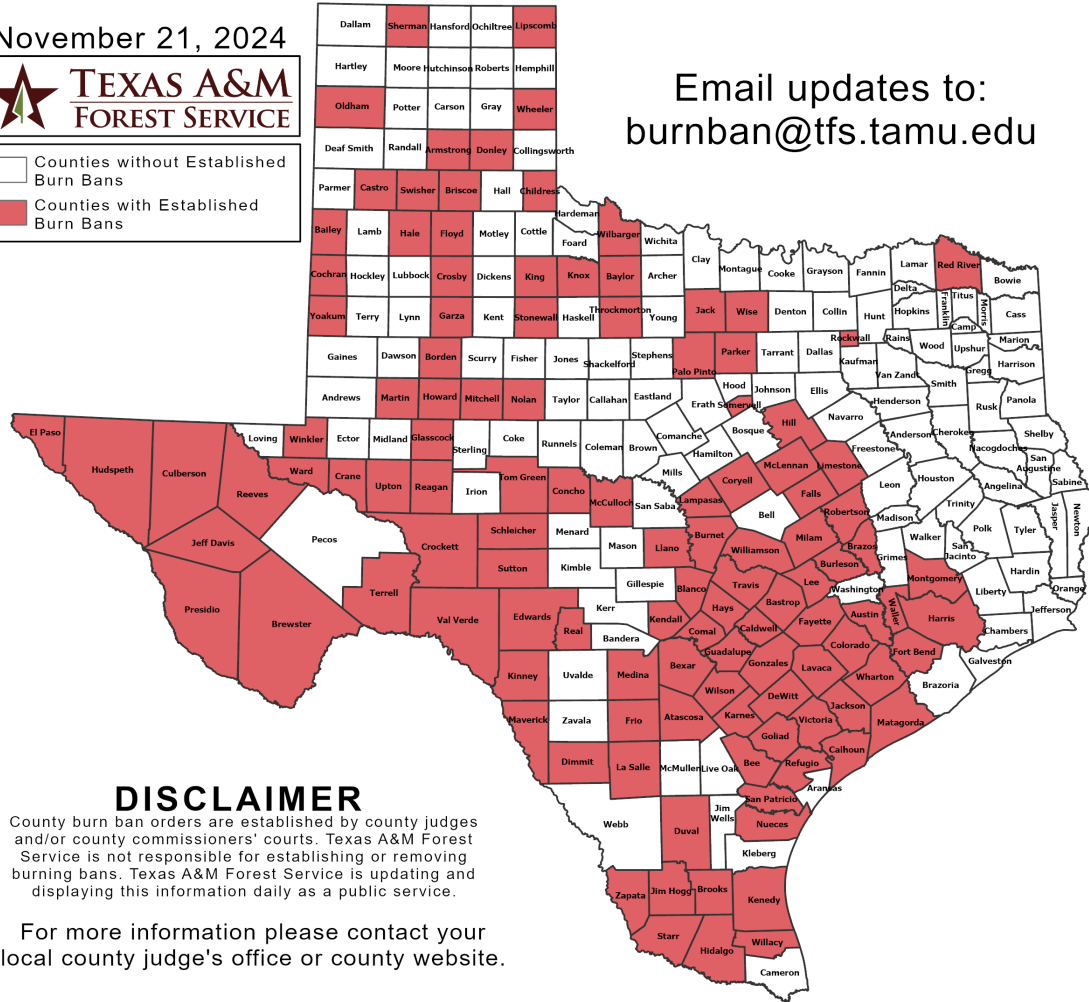 November 21, 2024
TEXAS A&M
FOREST SERVICE
Counties without Established
Burn Bans
Counties with Established
Burn Bans
Email updates to:
burnban@tfs.tamu.edu
Dallam Sherman Hansford Ochiltree Lipscomb
Hartley Moore Hutchinson Roberts Hemphill
Oldham Potter Carson Gray Wheeler
Deaf Smith Randall Armstrong Donley Collingsworth
Parmer Castro Swisher Briscoe Hall Childress
Hardeman
Bailey Lamb Hale Floyd Motley Cottle Foard Wilbarger Wichita
Clay Montague Cooke Grayson Fannin Lamar Red River Bowie
Cochran Hockley Lubbock Crosby Dickens King Knox Baylor Archer
Delta Franklin Titus Morris Cass
Yoakum Terry Lynn Garza Kent Stonewall Haskell Throckmorton Young Jack Wise Denton Collin Hunt Hopkins Camp
Rockwall Rains Wood Upshur Marion
Gaines Dawson Borden Scurry Fisher Jones Shackelford Stephens Palo Pinto Parker Tarrant Dallas Kaufman Van Zandt Smith Gregg Harrison
Andrews Martin Howard Mitchell Nolan Taylor Callahan Eastland Erath Hood Somervell Johnson Ellis Henderson Rusk Panola
El Paso Hudspeth Culberson Reeves Loving Winkler Ector Midland Glasscock Sterling Coke Runnels Coleman Brown Comanche Hamilton Bosque Hill Navarro Freestone Anderson Cherokee Nacogdoches Shelby
San
Augustine
Sabine
Ward Crane Upton Reagan Irion Tom Green Concho McCulloch San Saba Mills Lampasas Coryell McLennan Limestone Falls Leon Houston Angelina
Trinity Polk Tyler Jasper Newton
Jeff Davis Pecos Crockett Schleicher Menard Mason Llano Burnet Bell Williamson Milam Robertson Brazos Madison Grimes Walker San
Jacinto
Hardin Orange
Presidio Brewster Terrell Val Verde Sutton Kimble Gillespie Blanco Travis Lee Burleson Washington Montgomery Liberty Jefferson
Edwards Real Kerr Bandera Kendall Comal Hays Caldwell Bastrop Fayette Austin Waller Harris Chambers
Kinney Uvalde Medina Bexar Guadalupe Gonzales Lavaca Colorado Wharton Fort Bend Brazoria Galveston
Maverick Zavala Frio Atascosa Wilson Karnes DeWitt Victoria Jackson Matagorda
Dimmit La Salle McMullen Live Oak Bee Goliad Refugio Calhoun
Aransas
Webb Duval Jim
Wells
San Patricio
Nueces
Kleberg
Zapata Jim Hogg Brooks Kenedy
Starr Hidalgo Willacy
Cameron
DISCLAIMER
County burn ban orders are established by county judges
and/or county commissioners' courts. Texas A&M Forest
Service is not responsible for establishing or removing
burning bans. Texas A&M Forest Service is updating and
displaying this information daily as a public service.
For more information please contact your
local county judge's office or county website.